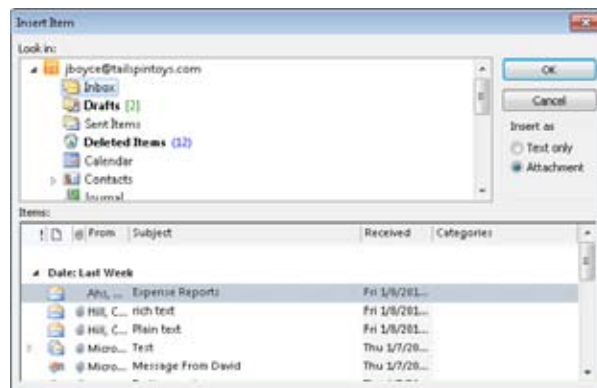 Insert Item
Look in:
jboyce@tailspintoys.com
Inbox
Drafts [2]
Sent Items
Deleted Items (12)
Calendar
Contacts
Journal
OK
Cancel
Insert as
Text only
Attachment
Items:
! From Subject Received Categories
Date: Last Week
Ahs, ... Expense Reports Fri 1/8/201...
Hill, C... rich text Fri 1/8/201...
Hill, C... Plain text Fri 1/8/201...
Micro... Test Thu 1/7/20...
Micro... Message From David Thu 1/7/20...